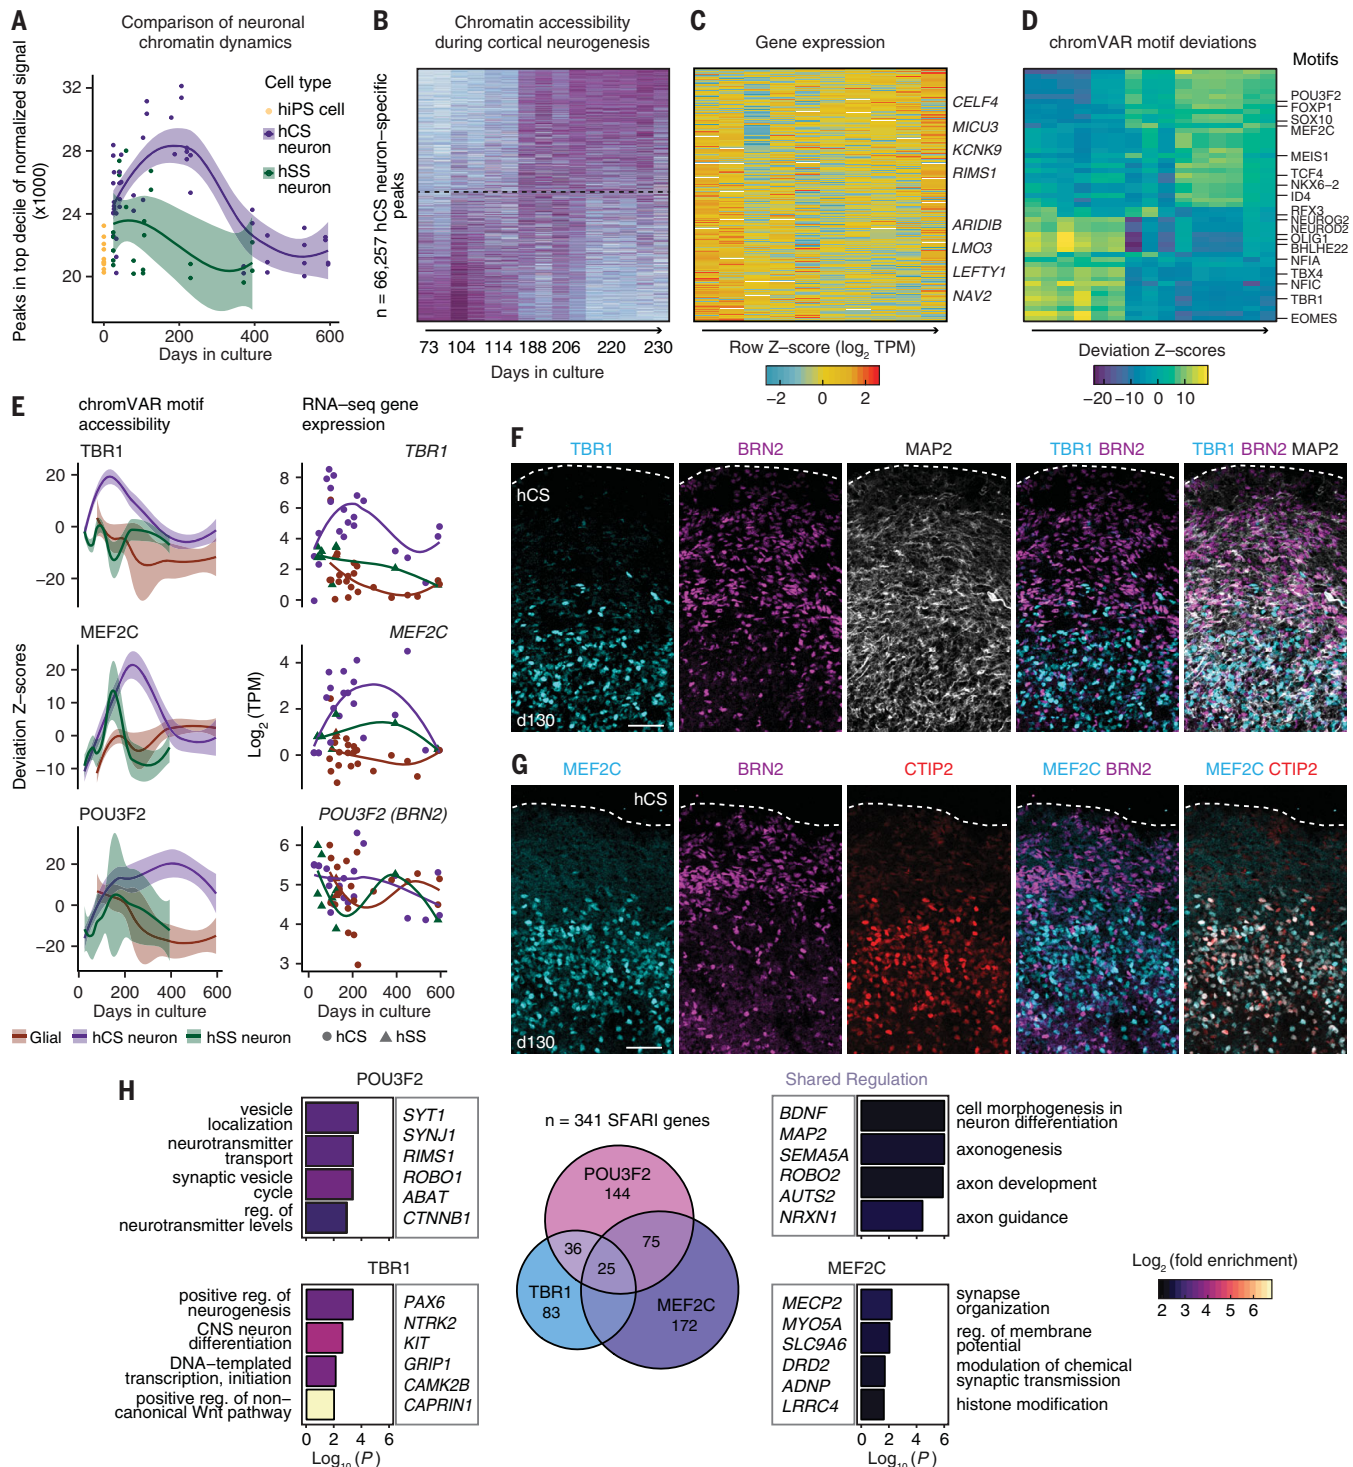 A
Comparison of neuronal
chromatin dynamics
Peaks in top decile of normalized signal
(x1000)
32
28
24
20
0
200
400
600
Days in culture
Cell type
hiPS cell
hCS
neuron
hSS
neuron
B
Chromatin accessibility
during cortical neurogenesis
n = 66,257 hCS neuron–specific
peaks
73 104 114 188 206 220 230
Days in culture
C
Gene expression
CELF4
MICU3
KCNK9
RIMS1
ARIDIB
LMO3
LEFTY1
NAV2
Row Z–score (log2 TPM)
−2 0 2
D
chromVAR motif deviations
Motifs
POU3F2
FOXP1
SOX10
MEF2C
MEIS1
TCF4
NKX6−2
ID4
RFX3
NEUROG2
NEUROD2
OLIG1
BHLHE22
NFIA
TBX4
NFIC
TBR1
EOMES
Deviation Z–scores
−20 −10 0 10
E
chromVAR motif
accessibility
RNA–seq gene
expression
TBR1
20
0
−20
TBR1
8
6
4
2
0
MEF2C
20
10
0
−10
Deviation Z–scores
MEF2C
4
2
0
Log2 (TPM)
POU3F2
20
0
−20
0 200 400 600
Days in culture
POU3F2 (BRN2)
6
5
4
3
0 200 400 600
Days in culture
Glial hCS neuron hSS neuron hCS hSS
F
TBR1 BRN2 MAP2 TBR1 BRN2 TBR1 BRN2 MAP2
hCS
d130
G
MEF2C BRN2 CTIP2 MEF2C BRN2 MEF2C CTIP2
hCS
d130
H
POU3F2
vesicle
localization
neurotransmitter
transport
synaptic vesicle
cycle
reg. of
neurotransmitter levels
SYT1
SYNJ1
RIMS1
ROBO1
ABAT
CTNNB1
TBR1
positive reg. of
neurogenesis
CNS neuron
differentiation
DNA–templated
transcription, initiation
positive reg. of non–
canonical Wnt pathway
PAX6
NTRK2
KIT
GRIP1
CAMK2B
CAPRIN1
0 2 4 6
Log10 (P)
n = 341 SFARI genes
POU3F2
144
36
75
25
TBR1
83
MEF2C
172
Shared Regulation
BDNF
MAP2
SEMA5A
ROBO2
AUTS2
NRXN1
cell morphogenesis in
neuron differentiation
axonogenesis
axon development
axon guidance
MEF2C
MECP2
MYO5A
SLC9A6
DRD2
ADNP
LRRC4
synapse
organization
reg. of membrane
potential
modulation of chemical
synaptic transmission
histone modification
0 2 4 6
Log10 (P)
Log2 (fold enrichment)
2 3 4 5 6